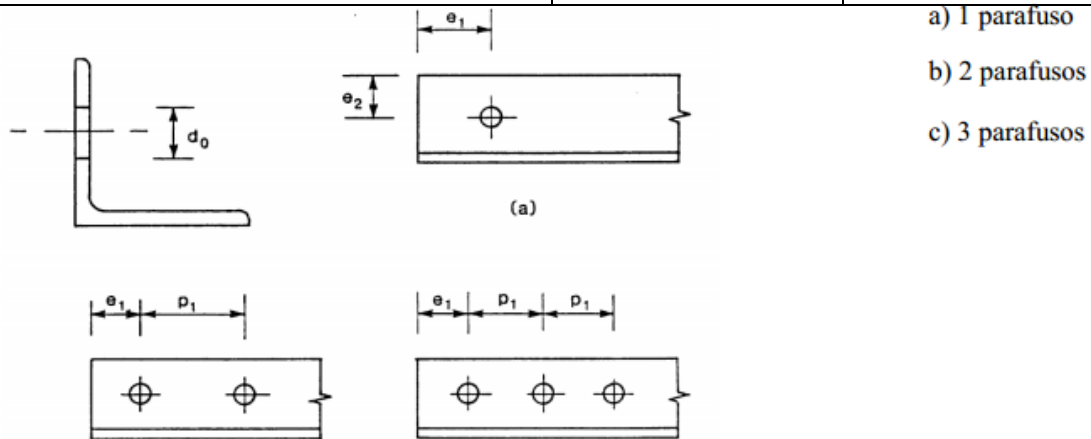 e1
a) 1 parafuso
b) 2 parafusos
e2
d0
c) 3 parafusos
(a)
e1 p1
e1 p1 p1